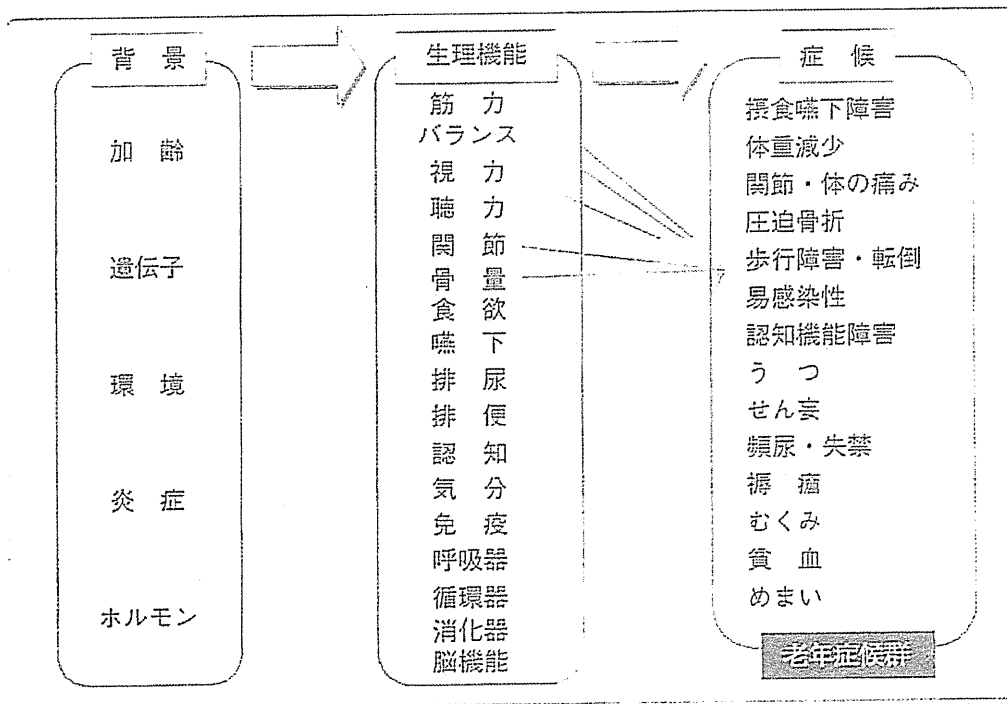 背景
加齢
遺伝子
環境
炎症
ホルモン
生理機能
筋力
バランス
視力
聴力
関節
骨量
食欲
嚥下
排尿
排便
認知
気分
免疫
呼吸器
循環器
消化器
脳機能
症候
摂食嚥下障害
体重減少
関節・体の痛み
圧迫骨折
歩行障害・転倒
易感染性
認知機能障害
うつ
せん妄
頻尿・失禁
褥瘡
むくみ
貧血
めまい
老年症候群